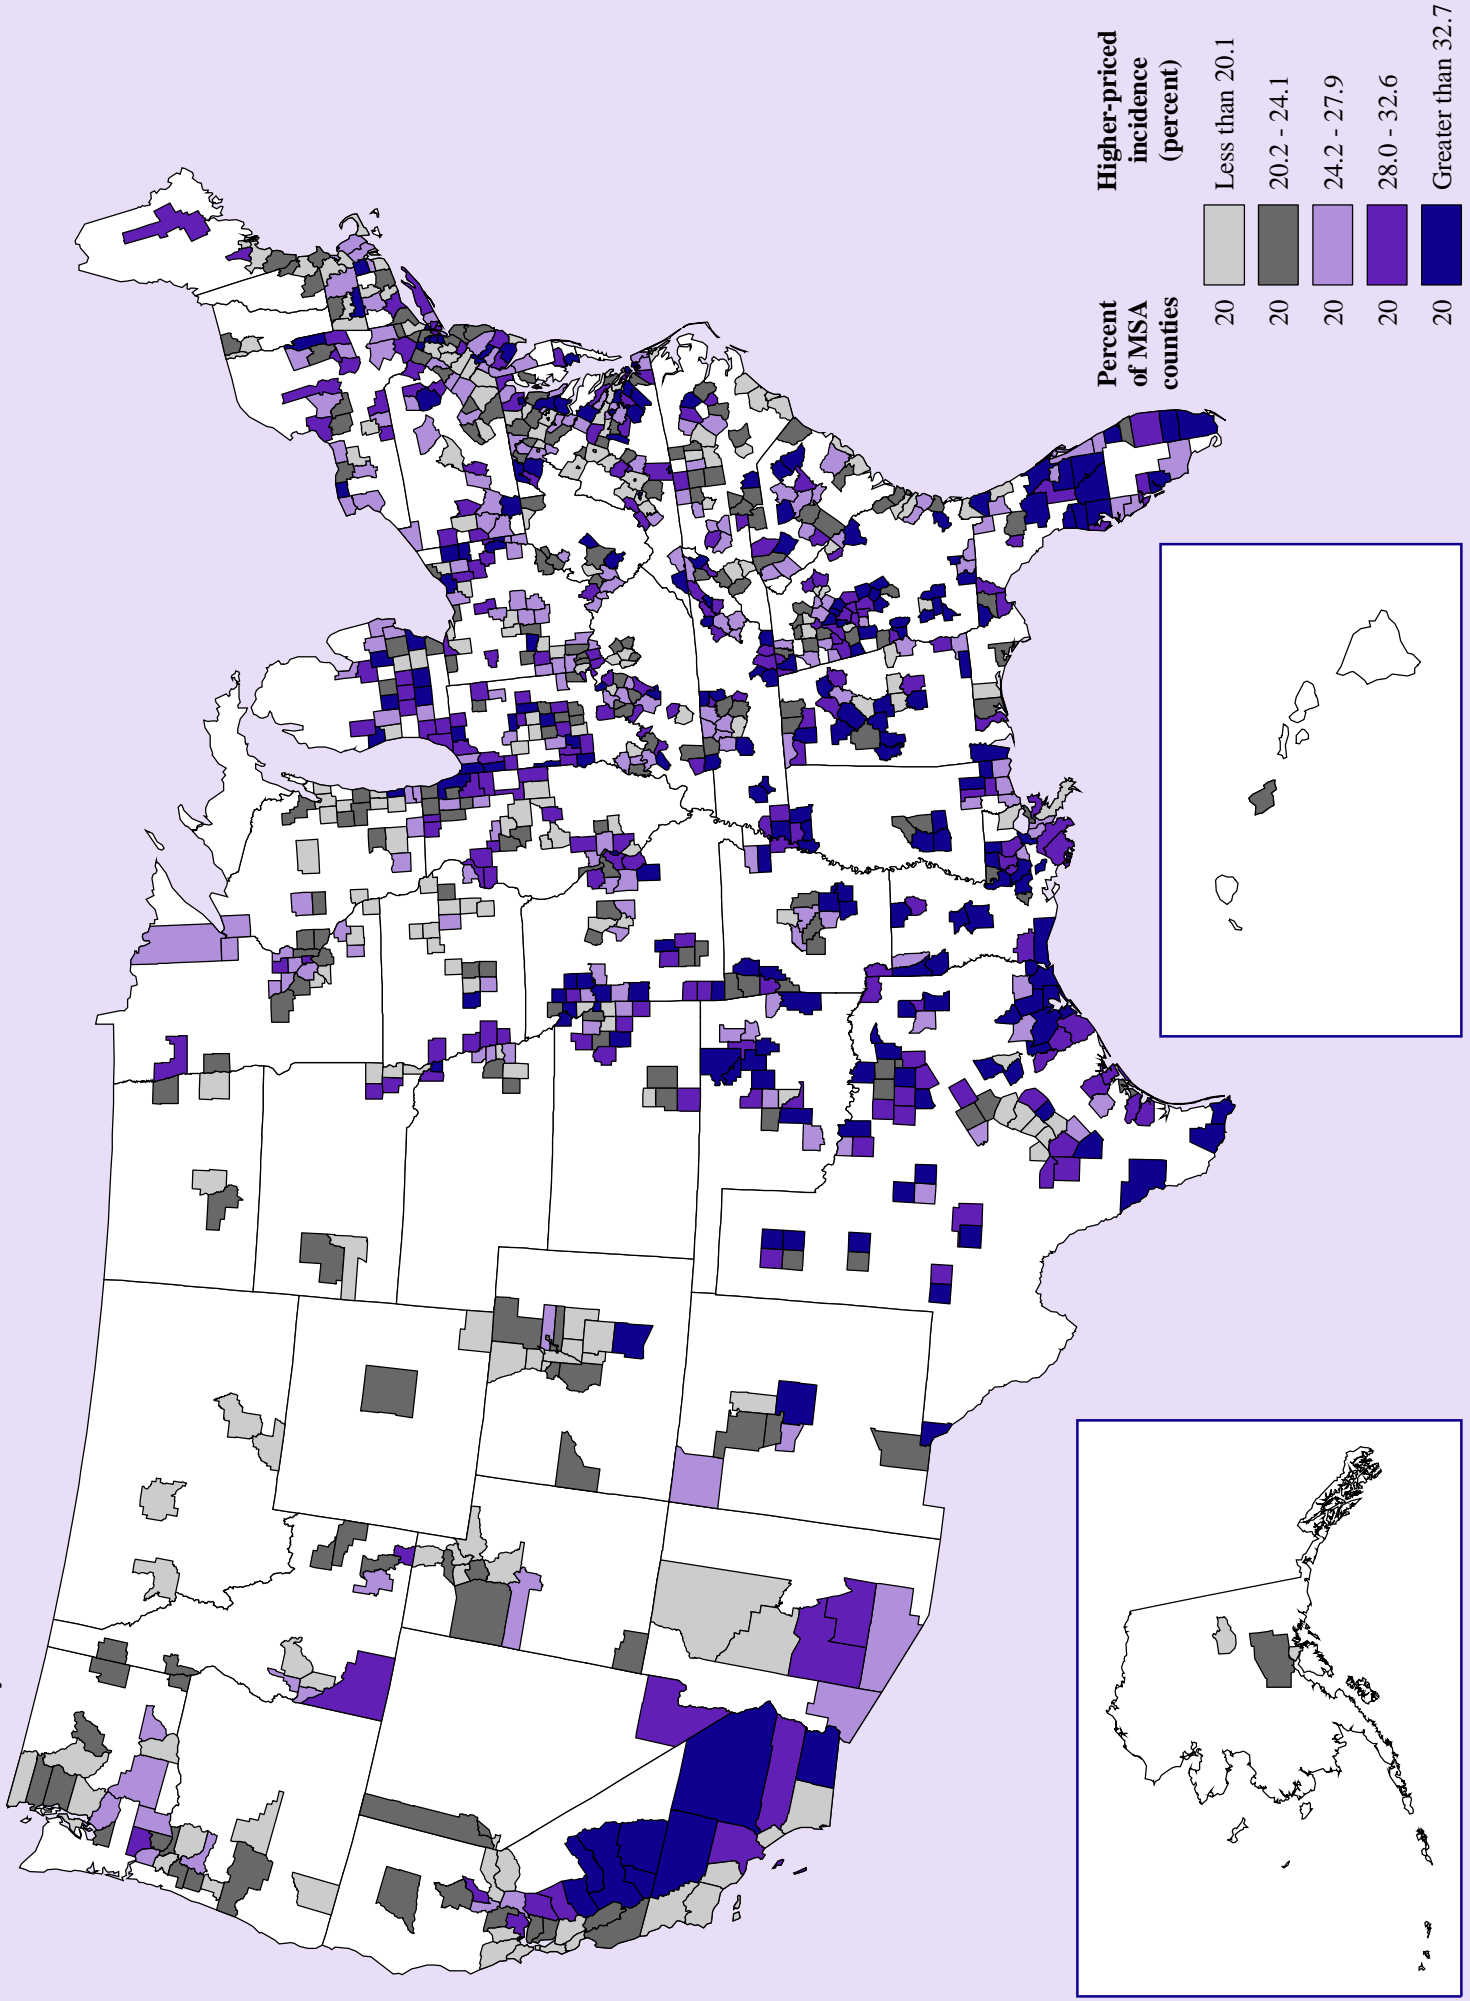 Percent
of MSA
counties
Higher-priced
incidence
(percent)
20 Less than 20.1
20 20.2 - 24.1
20 24.2 - 27.9
20 28.0 - 32.6
20 Greater than 32.7